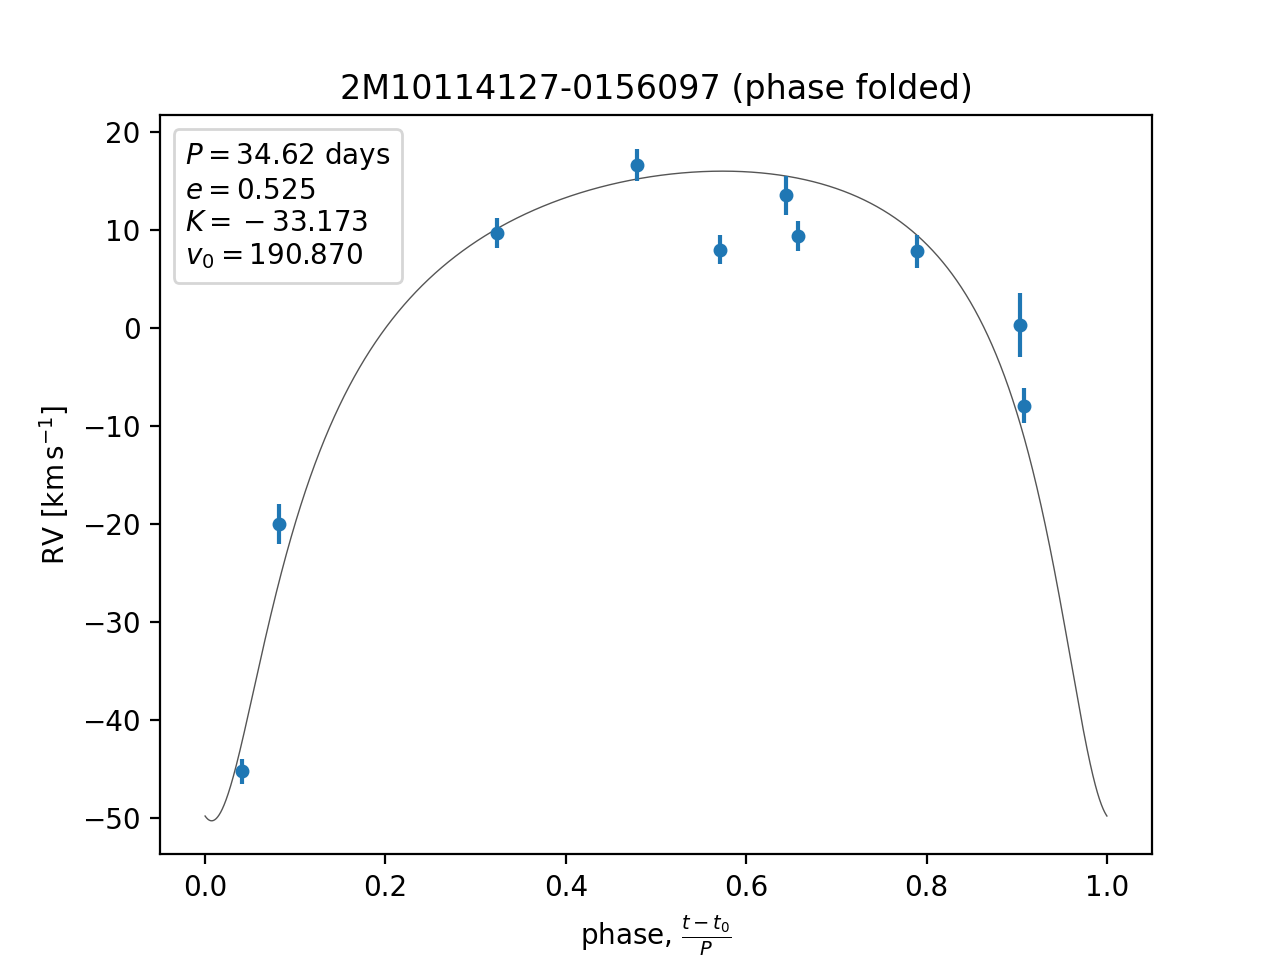 2M10114127-0156097 (phase folded)
P = 34.62 days
e = 0.525
K = −33.173
v₀ = 190.870
20
10
0
−10
−20
−30
−40
−50
RV [km s⁻¹]
0.0 0.2 0.4 0.6 0.8 1.0
phase, (t − t₀)/P